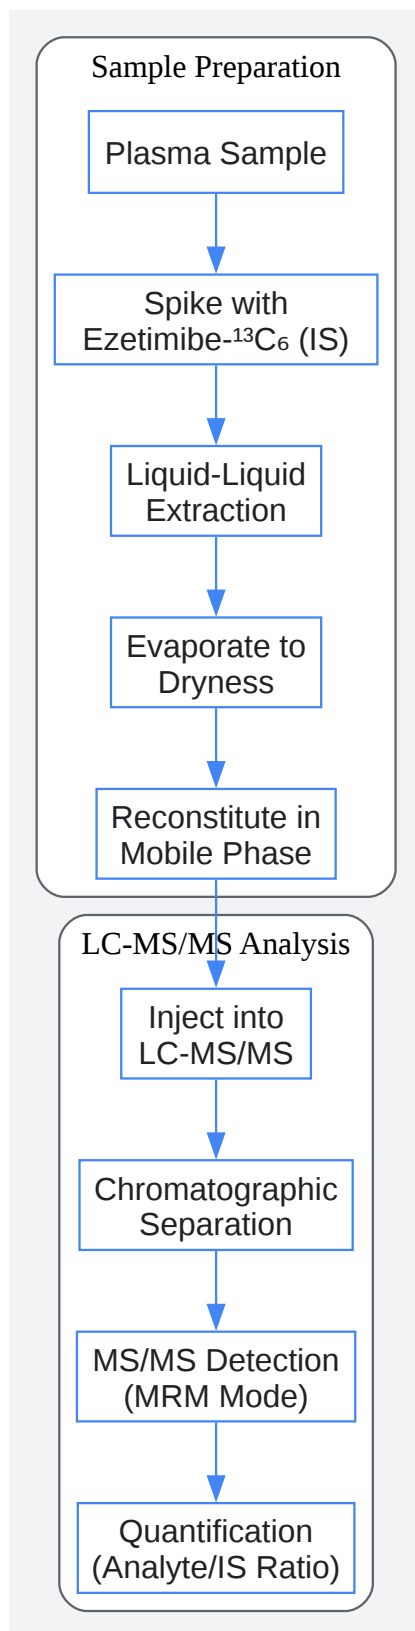 Sample Preparation
Plasma Sample
Spike with
Ezetimibe-¹³C₆ (IS)
Liquid-Liquid
Extraction
Evaporate to
Dryness
Reconstitute in
Mobile Phase
LC-MS/MS Analysis
Inject into
LC-MS/MS
Chromatographic
Separation
MS/MS Detection
(MRM Mode)
Quantification
(Analyte/IS Ratio)